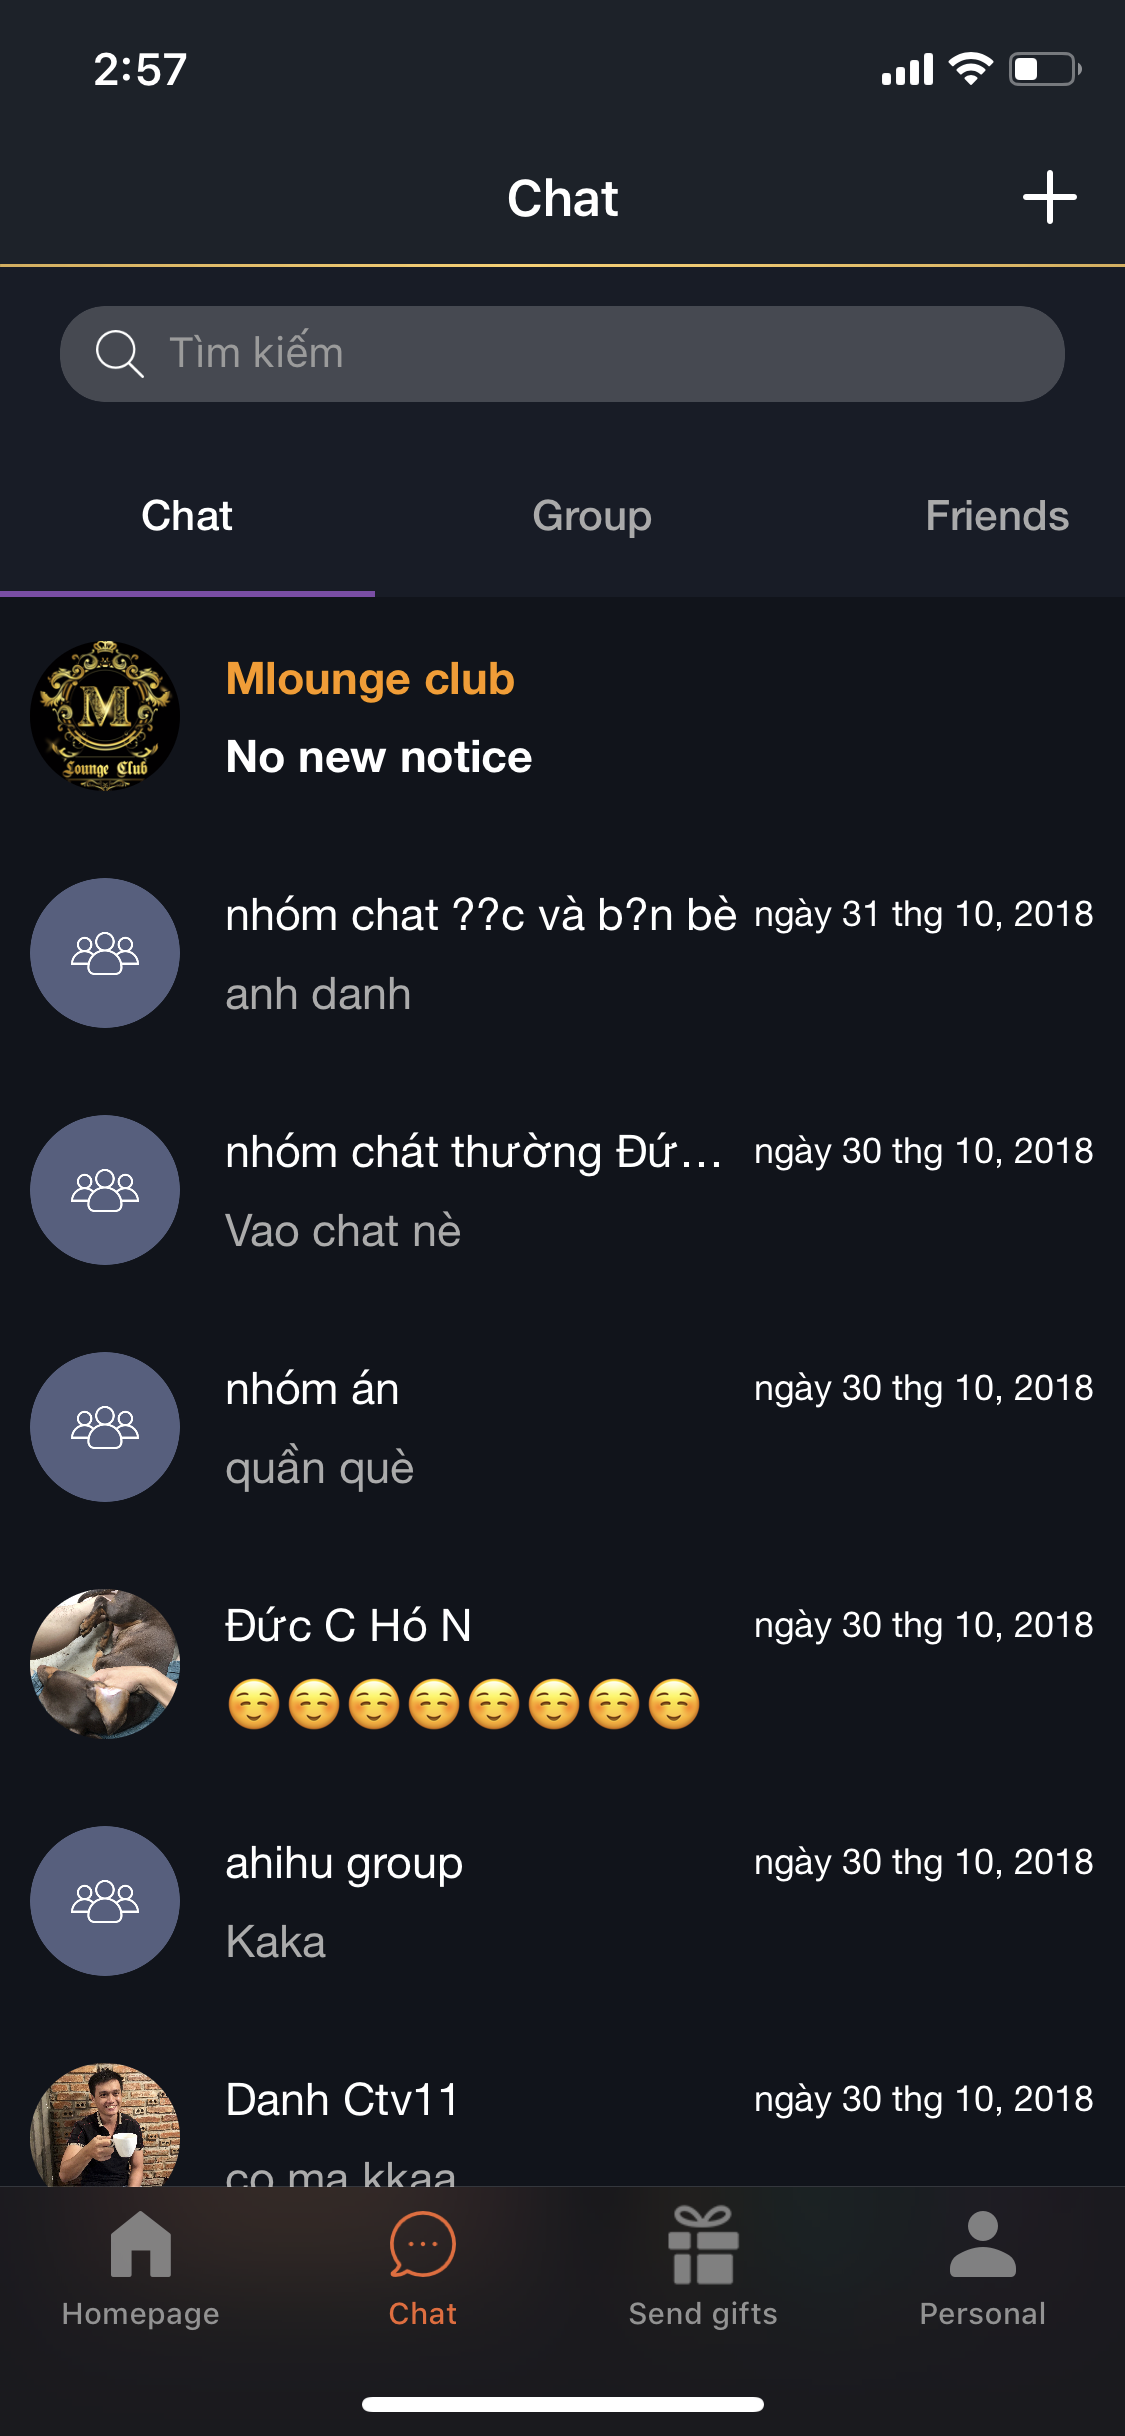 2:57
Chat
Tìm kiếm
Chat Group Friends
Mlounge club
M
Lounge Club
No new notice
nhóm chat ??c và b?n bè ngày 31 thg 10, 2018
anh danh
nhóm chát thường Đứ... ngày 30 thg 10, 2018
Vao chat nè
nhóm án ngày 30 thg 10, 2018
quần què
Đức C Hó N ngày 30 thg 10, 2018
☺️☺️☺️☺️☺️☺️☺️☺️
ahihu group ngày 30 thg 10, 2018
Kaka
Danh Ctv11 ngày 30 thg 10, 2018
co ma kkaa
Homepage Chat Send gifts Personal